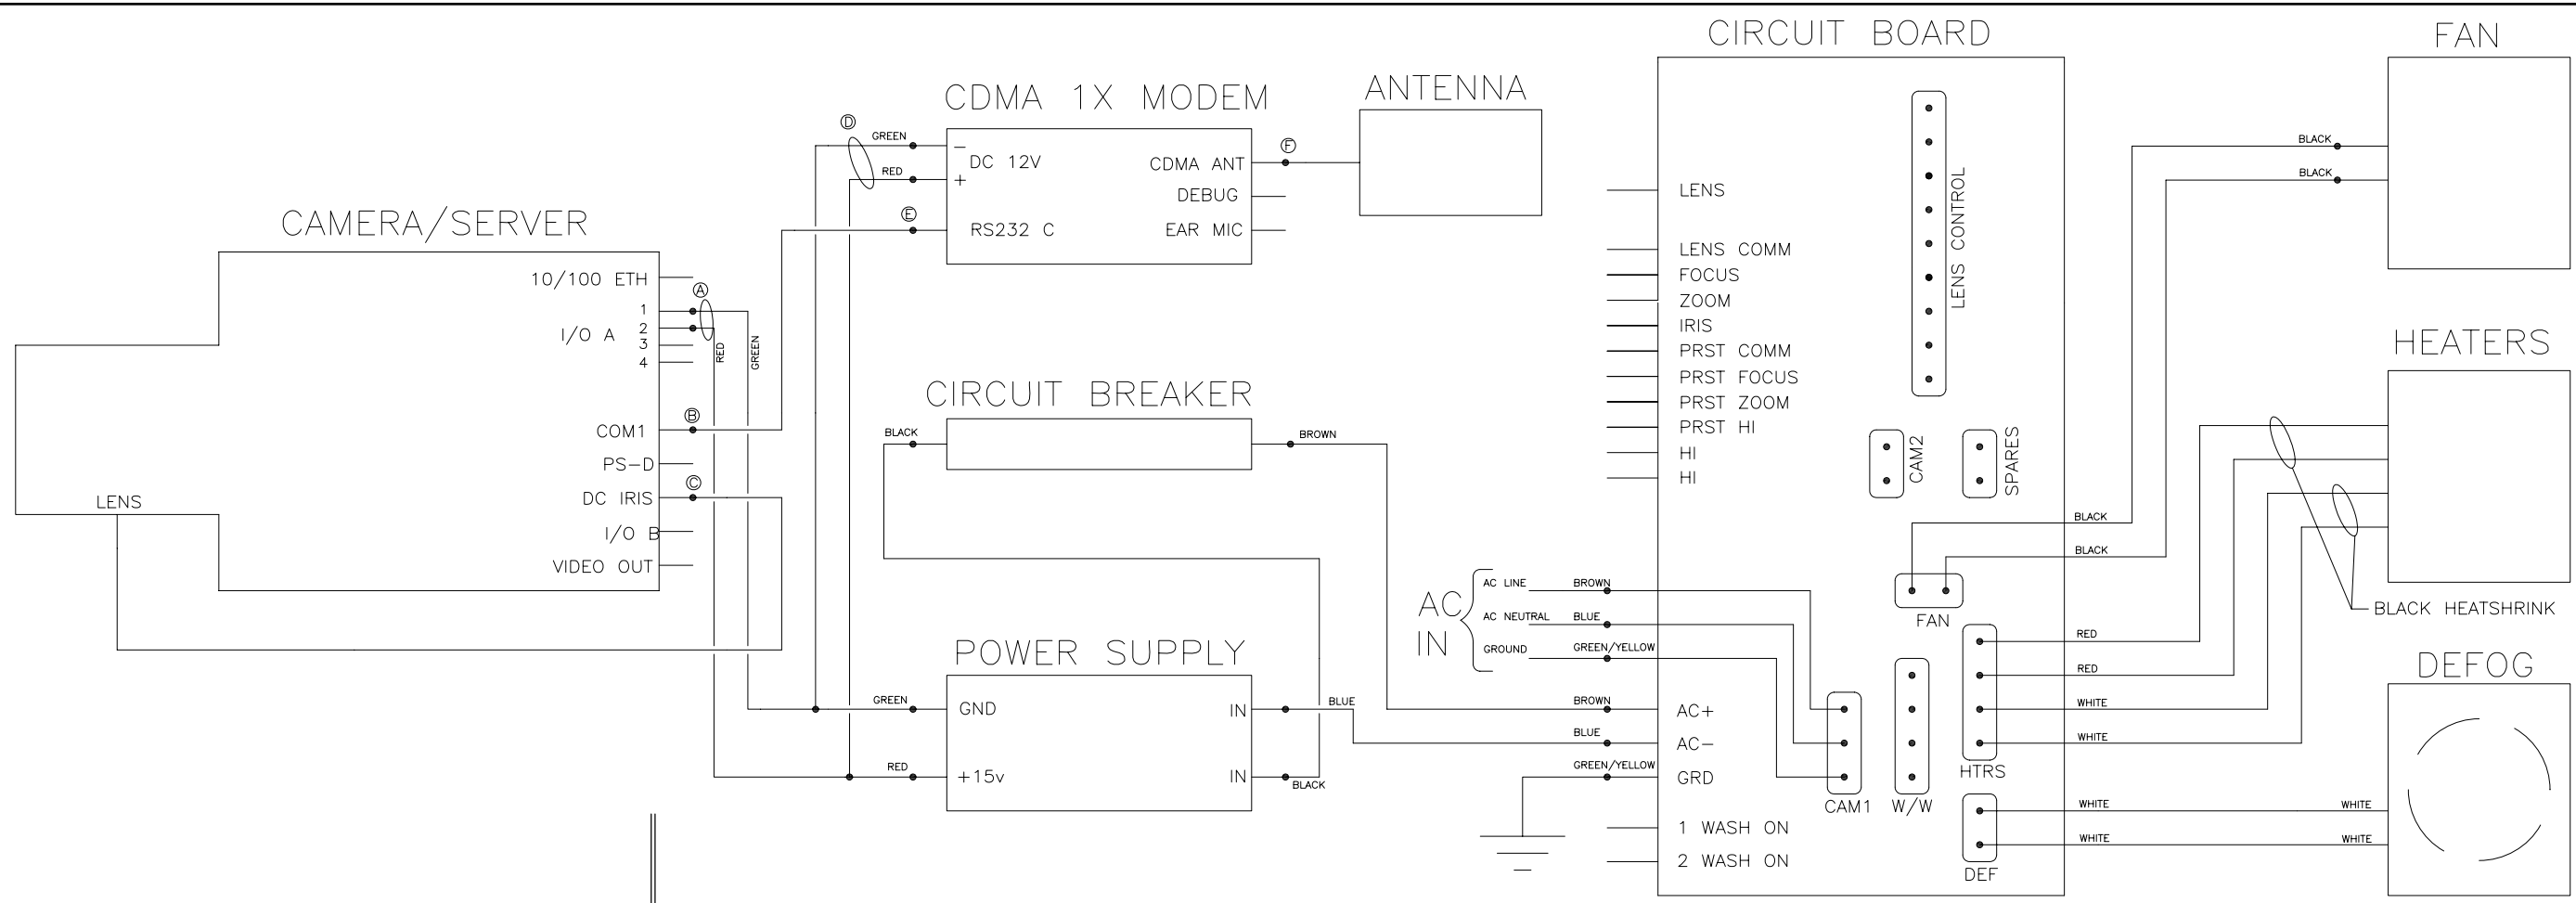 CIRCUIT BOARD
FAN
CDMA 1X MODEM
ANTENNA
D
GREEN
−
DC 12V
RED
+
CDMA ANT
F
DEBUG
E
RS232 C
EAR MIC
CAMERA/SERVER
10/100 ETH
A
1
I/O A
2
3
4
RED
GREEN
COM1
B
PS−D
DC IRIS
C
LENS
I/O B
VIDEO OUT
CIRCUIT BREAKER
BLACK
BROWN
POWER SUPPLY
GREEN
GND
IN
BLUE
RED
+15v
IN
BLACK
AC
IN
AC LINE
BROWN
AC NEUTRAL
BLUE
GROUND
GREEN/YELLOW
BROWN
BLUE
GREEN/YELLOW
LENS
LENS COMM
FOCUS
ZOOM
IRIS
PRST COMM
PRST FOCUS
PRST ZOOM
PRST HI
HI
HI
AC+
AC−
GRD
1 WASH ON
2 WASH ON
LENS CONTROL
CAM2
SPARES
FAN
HTRS
CAM1
W/W
DEF
BLACK
BLACK
BLACK
BLACK
HEATERS
BLACK HEATSHRINK
RED
RED
WHITE
WHITE
DEFOG
WHITE
WHITE
WHITE
WHITE